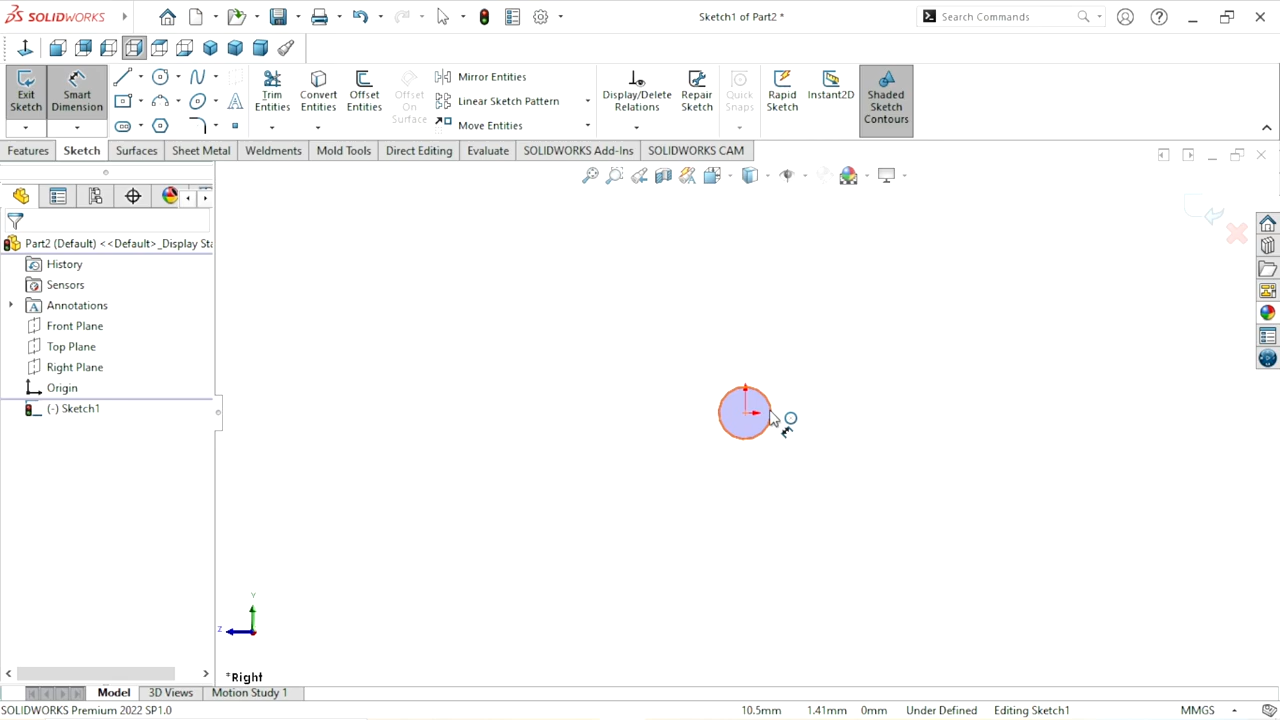 SOLIDWORKS
Sketch1 of Part2 *
Search Commands
Exit Sketch
Smart Dimension
Trim Entities
Convert Entities
Offset Entities
Offset On Surface
Mirror Entities
Linear Sketch Pattern
Move Entities
Display/Delete Relations
Repair Sketch
Quick Snaps
Rapid Sketch
Instant2D
Shaded Sketch Contours
Features
Sketch
Surfaces
Sheet Metal
Weldments
Mold Tools
Direct Editing
Evaluate
SOLIDWORKS Add-Ins
SOLIDWORKS CAM
Part2 (Default) <<Default>_Display Sta
History
Sensors
Annotations
Front Plane
Top Plane
Right Plane
Origin
(-) Sketch1
Y
Z
*Right
Model
3D Views
Motion Study 1
SOLIDWORKS Premium 2022 SP1.0
10.5mm
1.41mm
0mm
Under Defined
Editing Sketch1
MMGS